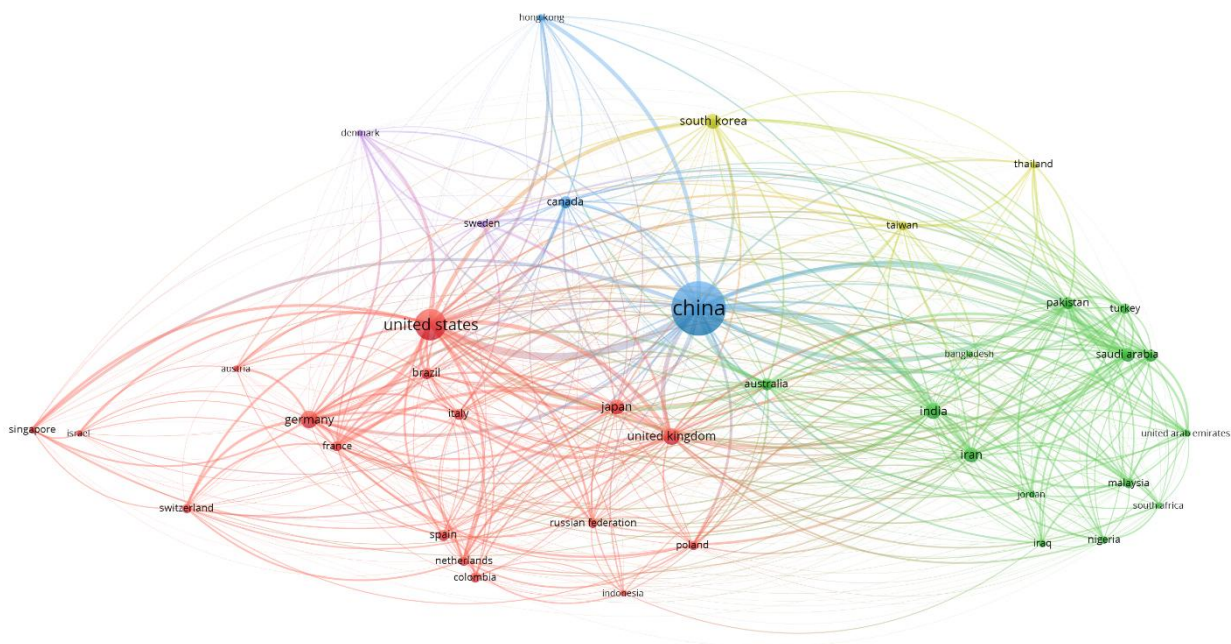 hong kong
south korea
denmark
thailand
canada
sweden
taiwan
pakistan
turkey
china
united states
bangladesh
saudi arabia
austria
brazil
australia
germany
italy
japan
india
singapore
israel
france
united kingdom
united arab emirates
iran
malaysia
jordan
south africa
switzerland
russian federation
spain
poland
iraq
nigeria
netherlands
colombia
indonesia